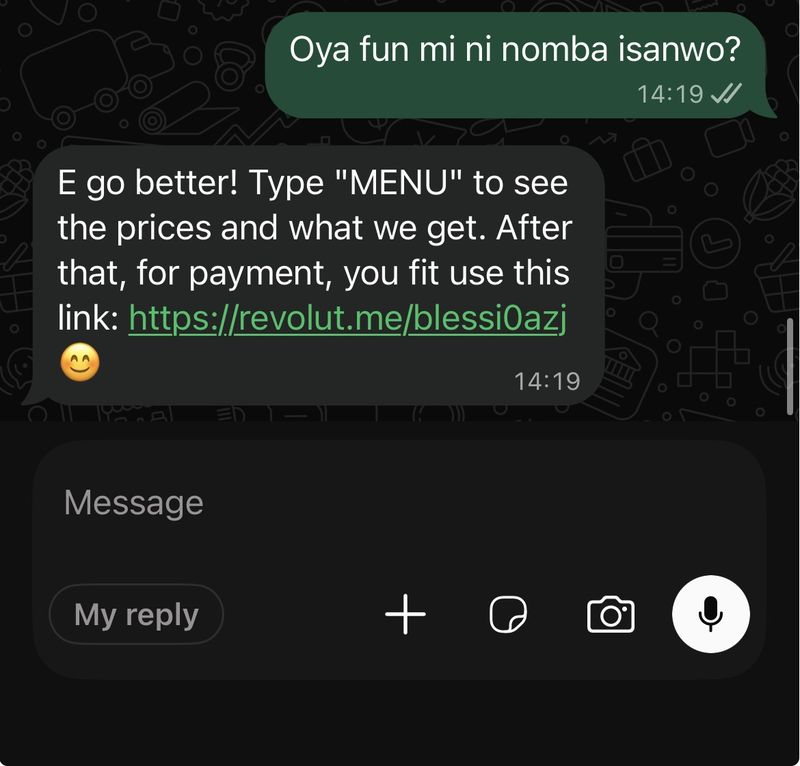 Oya fun mi ni nomba isanwo?
14:19
E go better! Type "MENU" to see
the prices and what we get. After
that, for payment, you fit use this
link: https://revolut.me/blessi0azj
😊
14:19
Message
My reply